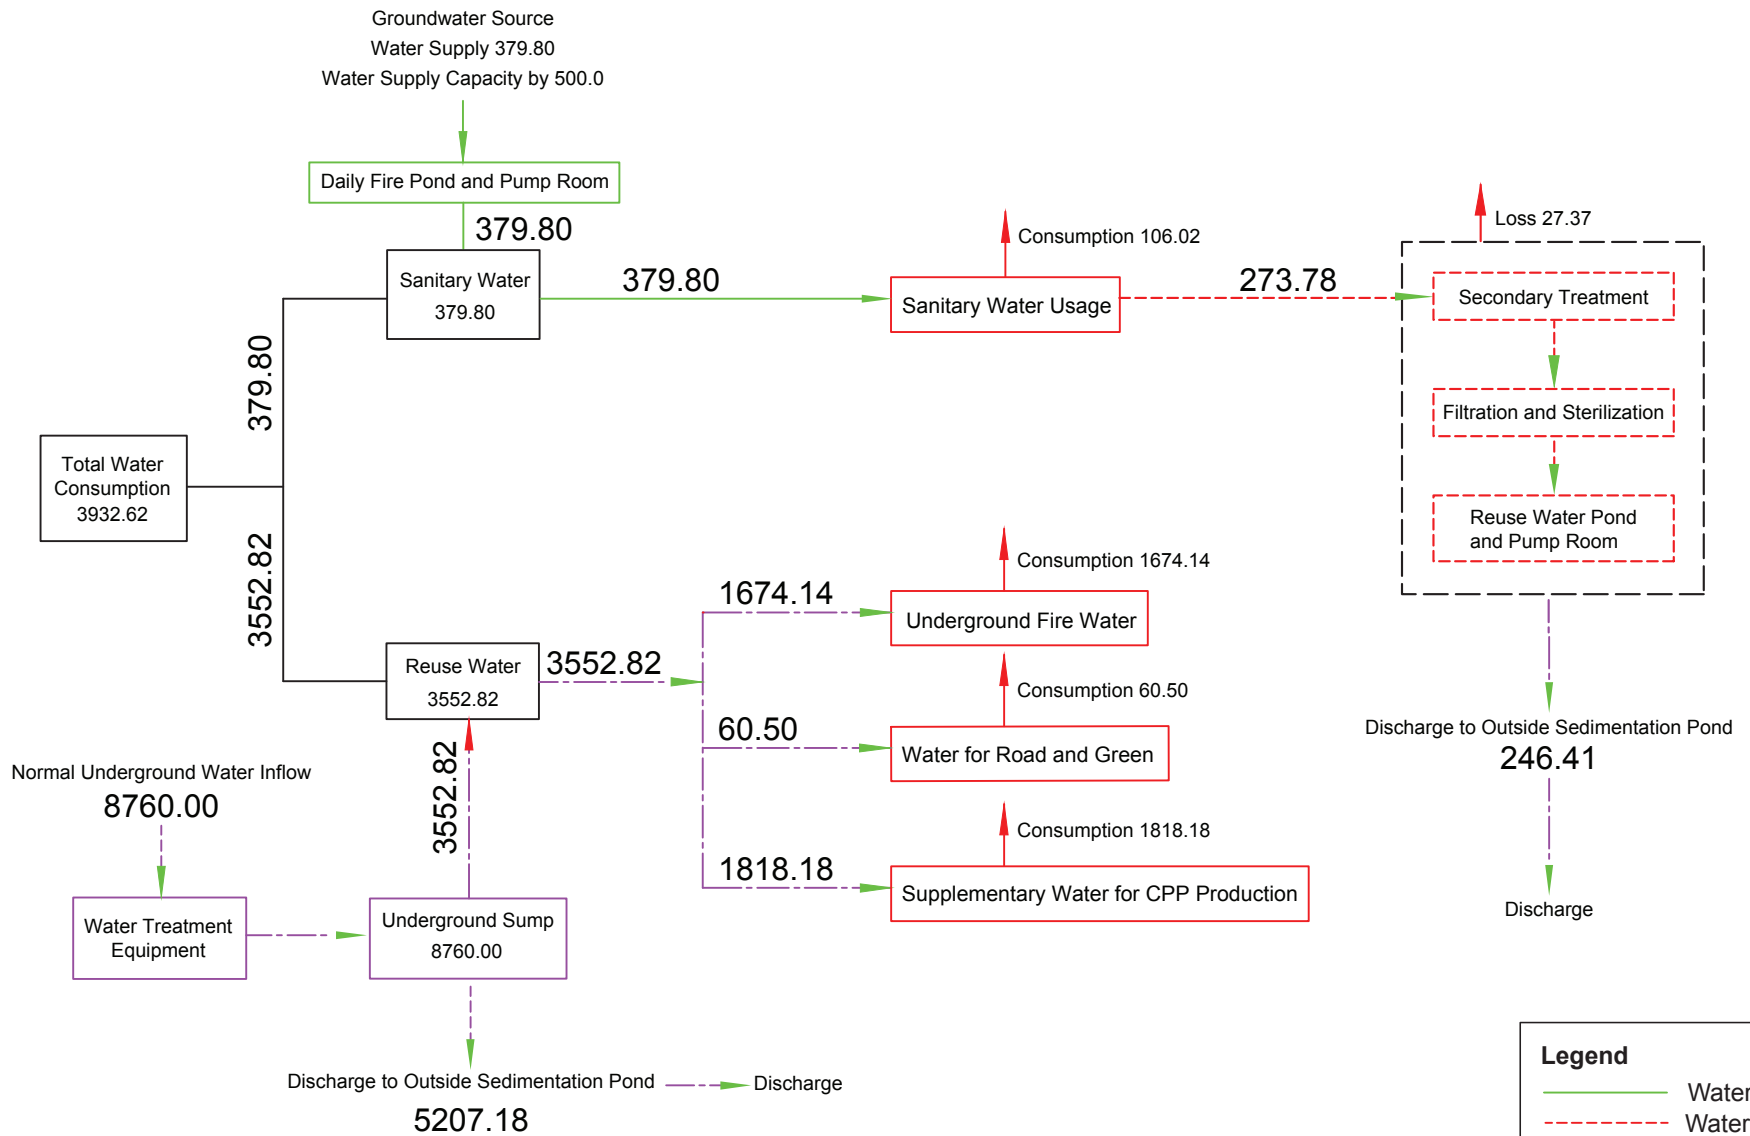 Groundwater Source
Water Supply 379.80
Water Supply Capacity by 500.0
Daily Fire Pond and Pump Room
379.80
Sanitary Water
379.80
379.80
Consumption 106.02
Sanitary Water Usage
273.78
Loss 27.37
Secondary Treatment
Filtration and Sterilization
Reuse Water Pond
and Pump Room
379.80
Total Water
Consumption
3932.62
3552.82
Reuse Water
3552.82
3552.82
1674.14
Consumption 1674.14
Underground Fire Water
60.50
Consumption 60.50
Water for Road and Green
1818.18
Consumption 1818.18
Supplementary Water for CPP Production
Discharge to Outside Sedimentation Pond
246.41
Discharge
Normal Underground Water Inflow
8760.00
3552.82
Water Treatment
Equipment
Underground Sump
8760.00
Discharge to Outside Sedimentation Pond
5207.18
Discharge
Legend
Water
Water